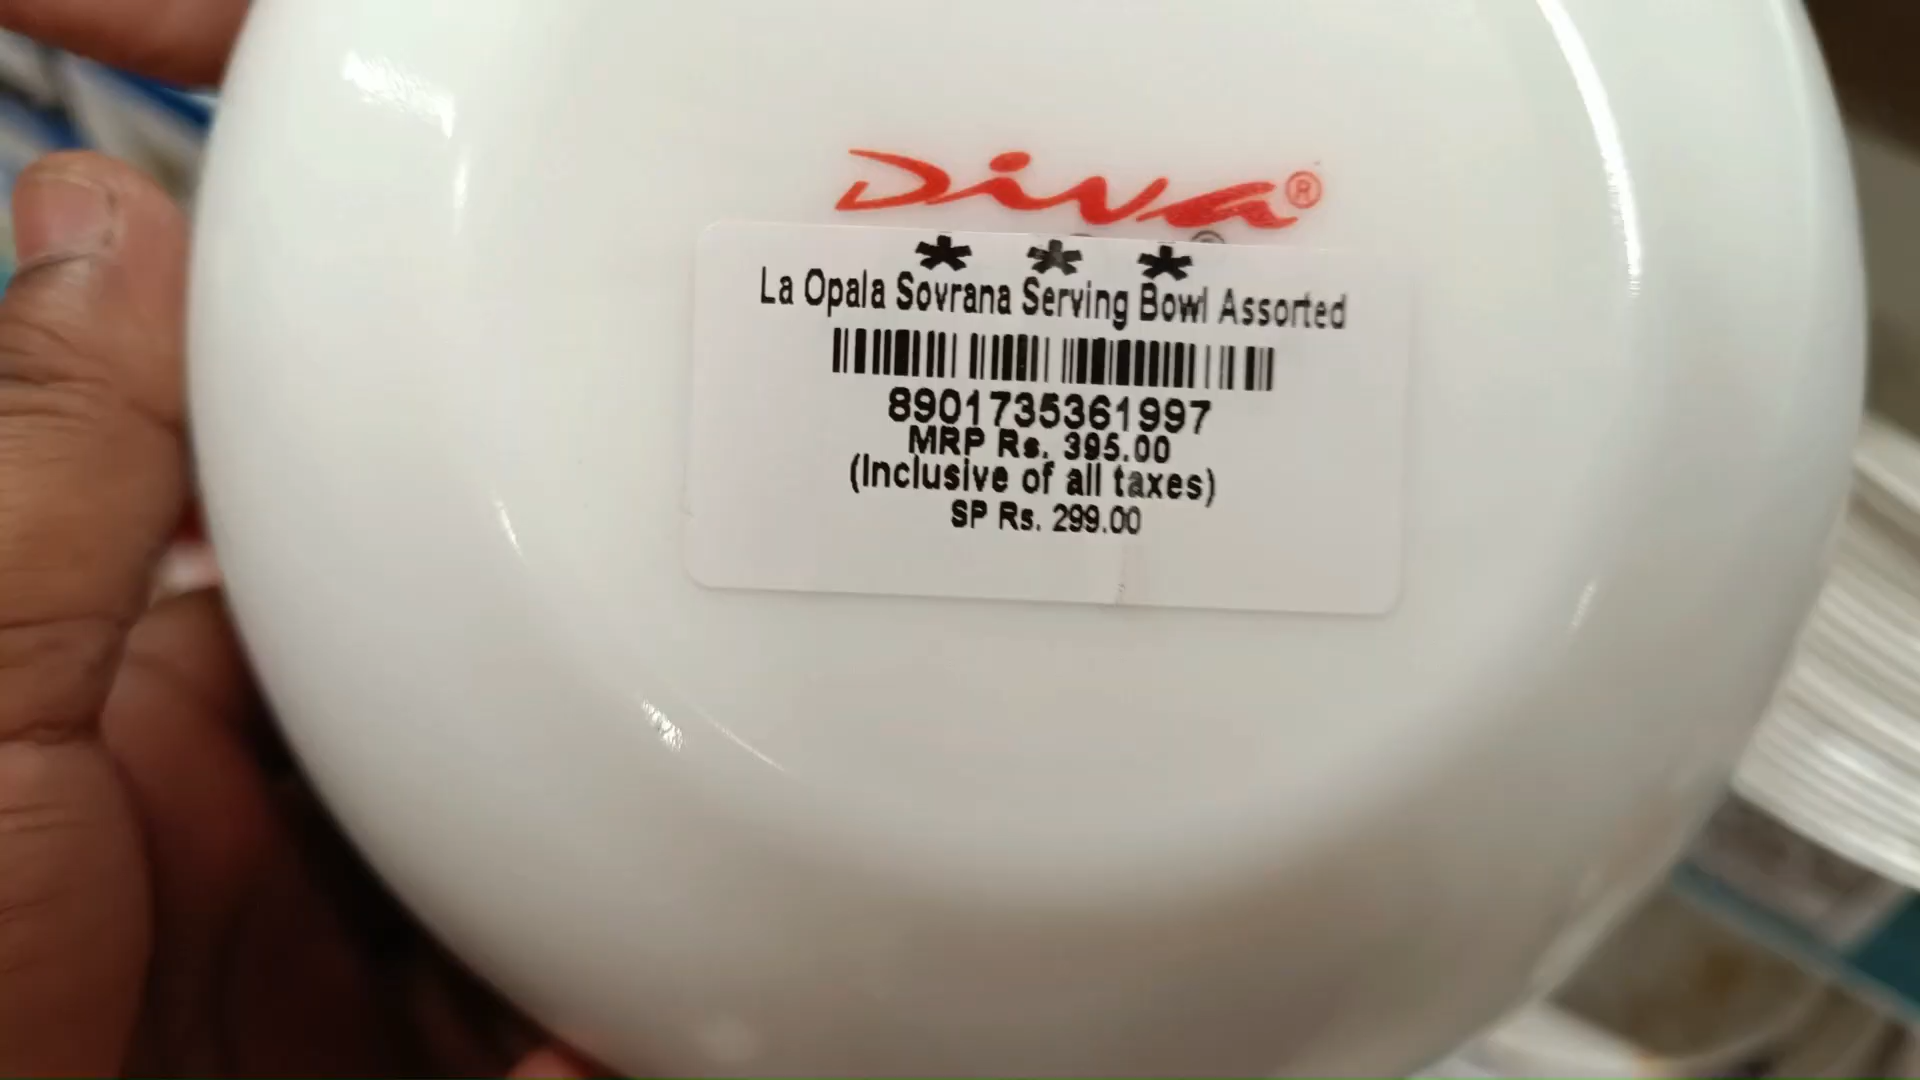 Diva®
* * *
La Opala Sovrana Serving Bowl Assorted
8901735361997
MRP Rs. 395.00
(Inclusive of all taxes)
SP Rs. 299.00